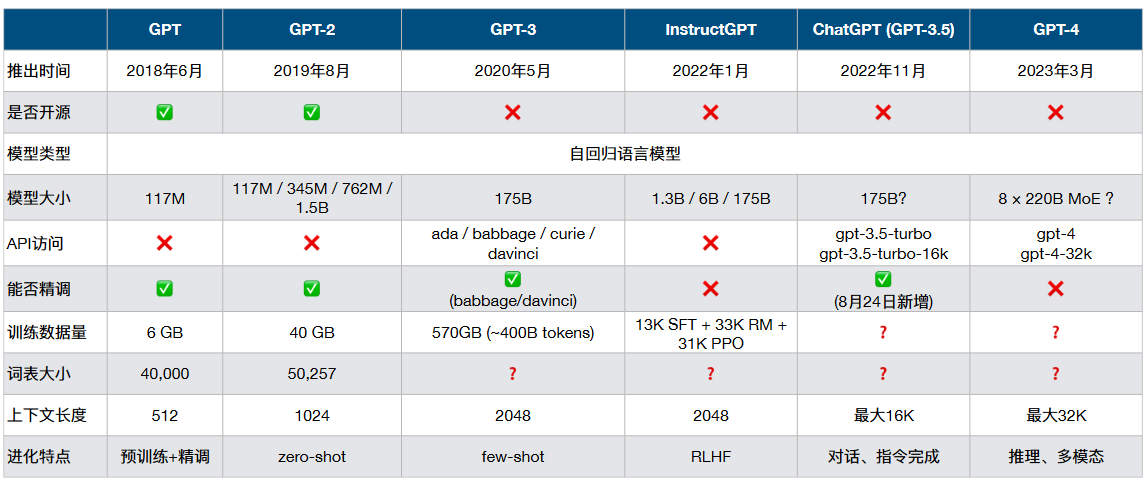 GPT GPT-2 GPT-3 InstructGPT ChatGPT (GPT-3.5) GPT-4
推出时间 2018年6月 2019年8月 2020年5月 2022年1月 2022年11月 2023年3月
是否开源 ✅ ✅ ❌ ❌ ❌ ❌
模型类型 自回归语言模型
模型大小 117M 117M / 345M / 762M / 1.5B 175B 1.3B / 6B / 175B 175B? 8 x 220B MoE ?
API访问 ❌ ❌ ada / babbage / curie / davinci ❌ gpt-3.5-turbo gpt-3.5-turbo-16k gpt-4 gpt-4-32k
能否精调 ✅ ✅ ✅ (babbage/davinci) ❌ ✅ (8月24日新增) ❌
训练数据量 6 GB 40 GB 570GB (~400B tokens) 13K SFT + 33K RM + 31K PPO ? ?
词表大小 40,000 50,257 ? ? ? ?
上下文长度 512 1024 2048 2048 最大16K 最大32K
进化特点 预训练+精调 zero-shot few-shot RLHF 对话、指令完成 推理、多模态